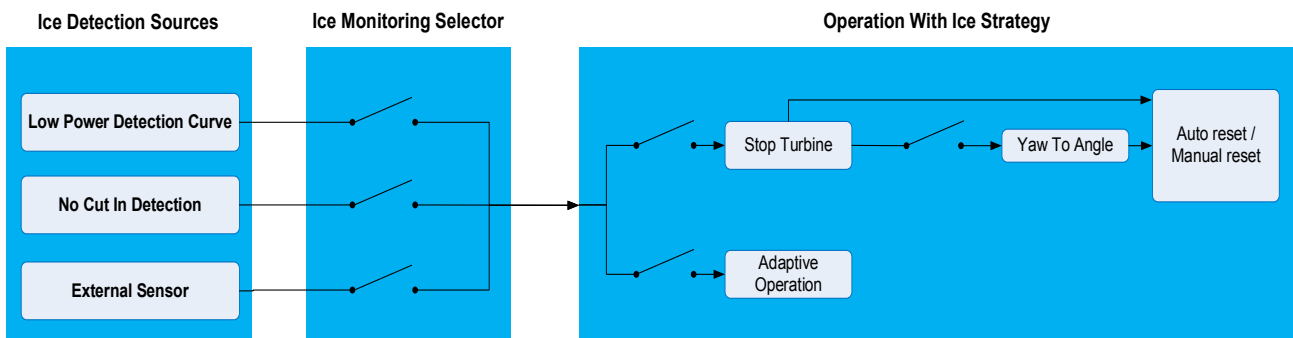 Ice Detection Sources
Ice Monitoring Selector
Operation With Ice Strategy
Low Power Detection Curve
No Cut In Detection
External Sensor
Stop Turbine
Yaw To Angle
Auto reset /
Manual reset
Adaptive
Operation